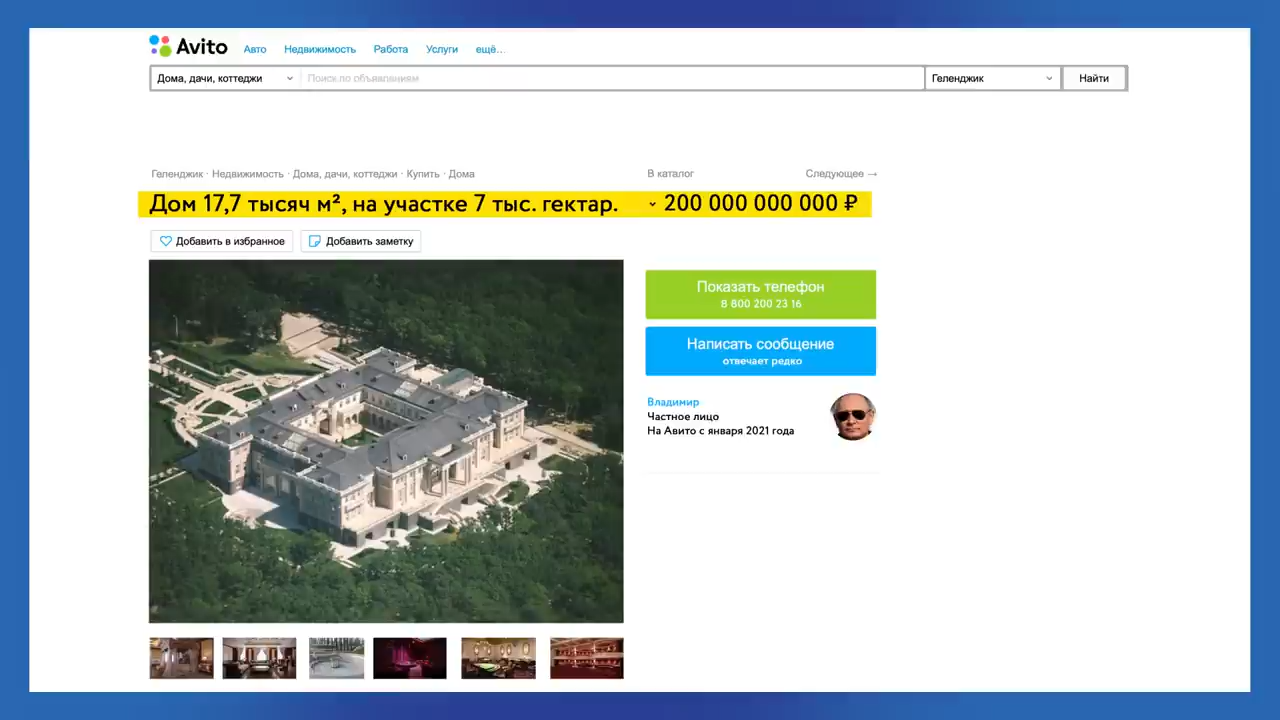 Avito Авто Недвижимость Работа Услуги ещё...
Дома, дачи, коттеджи Поиск по объявлениям Геленджик Найти
Геленджик · Недвижимость · Дома, дачи, коттеджи · Купить · Дома В каталог Следующее →
Дом 17,7 тысяч м², на участке 7 тыс. гектар. 200 000 000 000 ₽
Добавить в избранное Добавить заметку
Показать телефон
8 800 200 23 16
Написать сообщение
отвечает редко
Владимир
Частное лицо
На Авито с января 2021 года